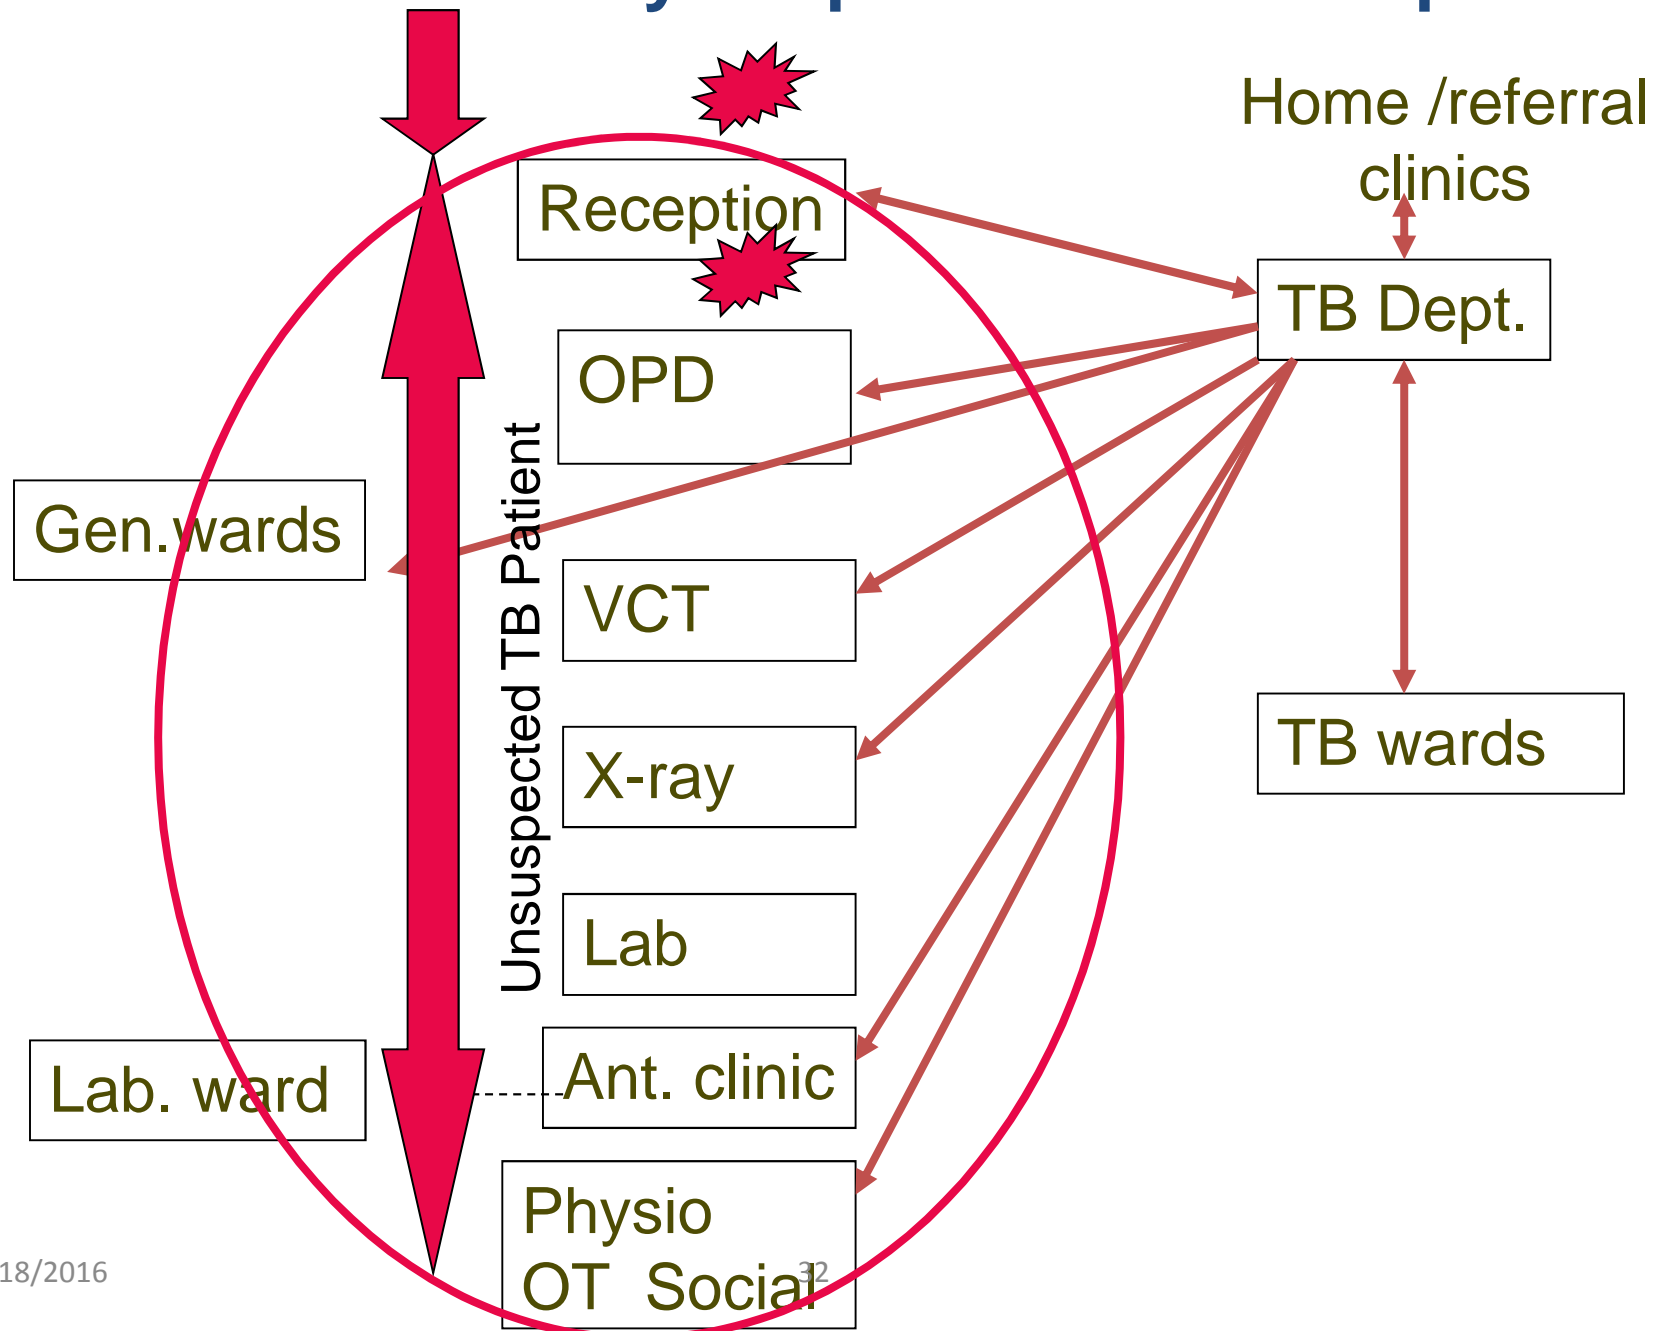 Home /referral
clinics
Reception
TB Dept.
OPD
Gen.wards
Unsuspected TB Patient
VCT
X-ray
TB wards
Lab
Lab. ward
Ant. clinic
Physio
OT Social
18/2016
32